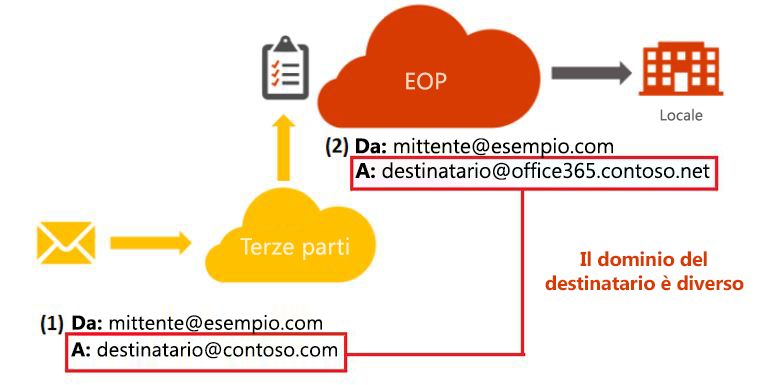 EOP
Locale
(2) Da: mittente@esempio.com
A: destinatario@office365.contoso.net
Terze parti
Il dominio del
destinatario è diverso
(1) Da: mittente@esempio.com
A: destinatario@contoso.com